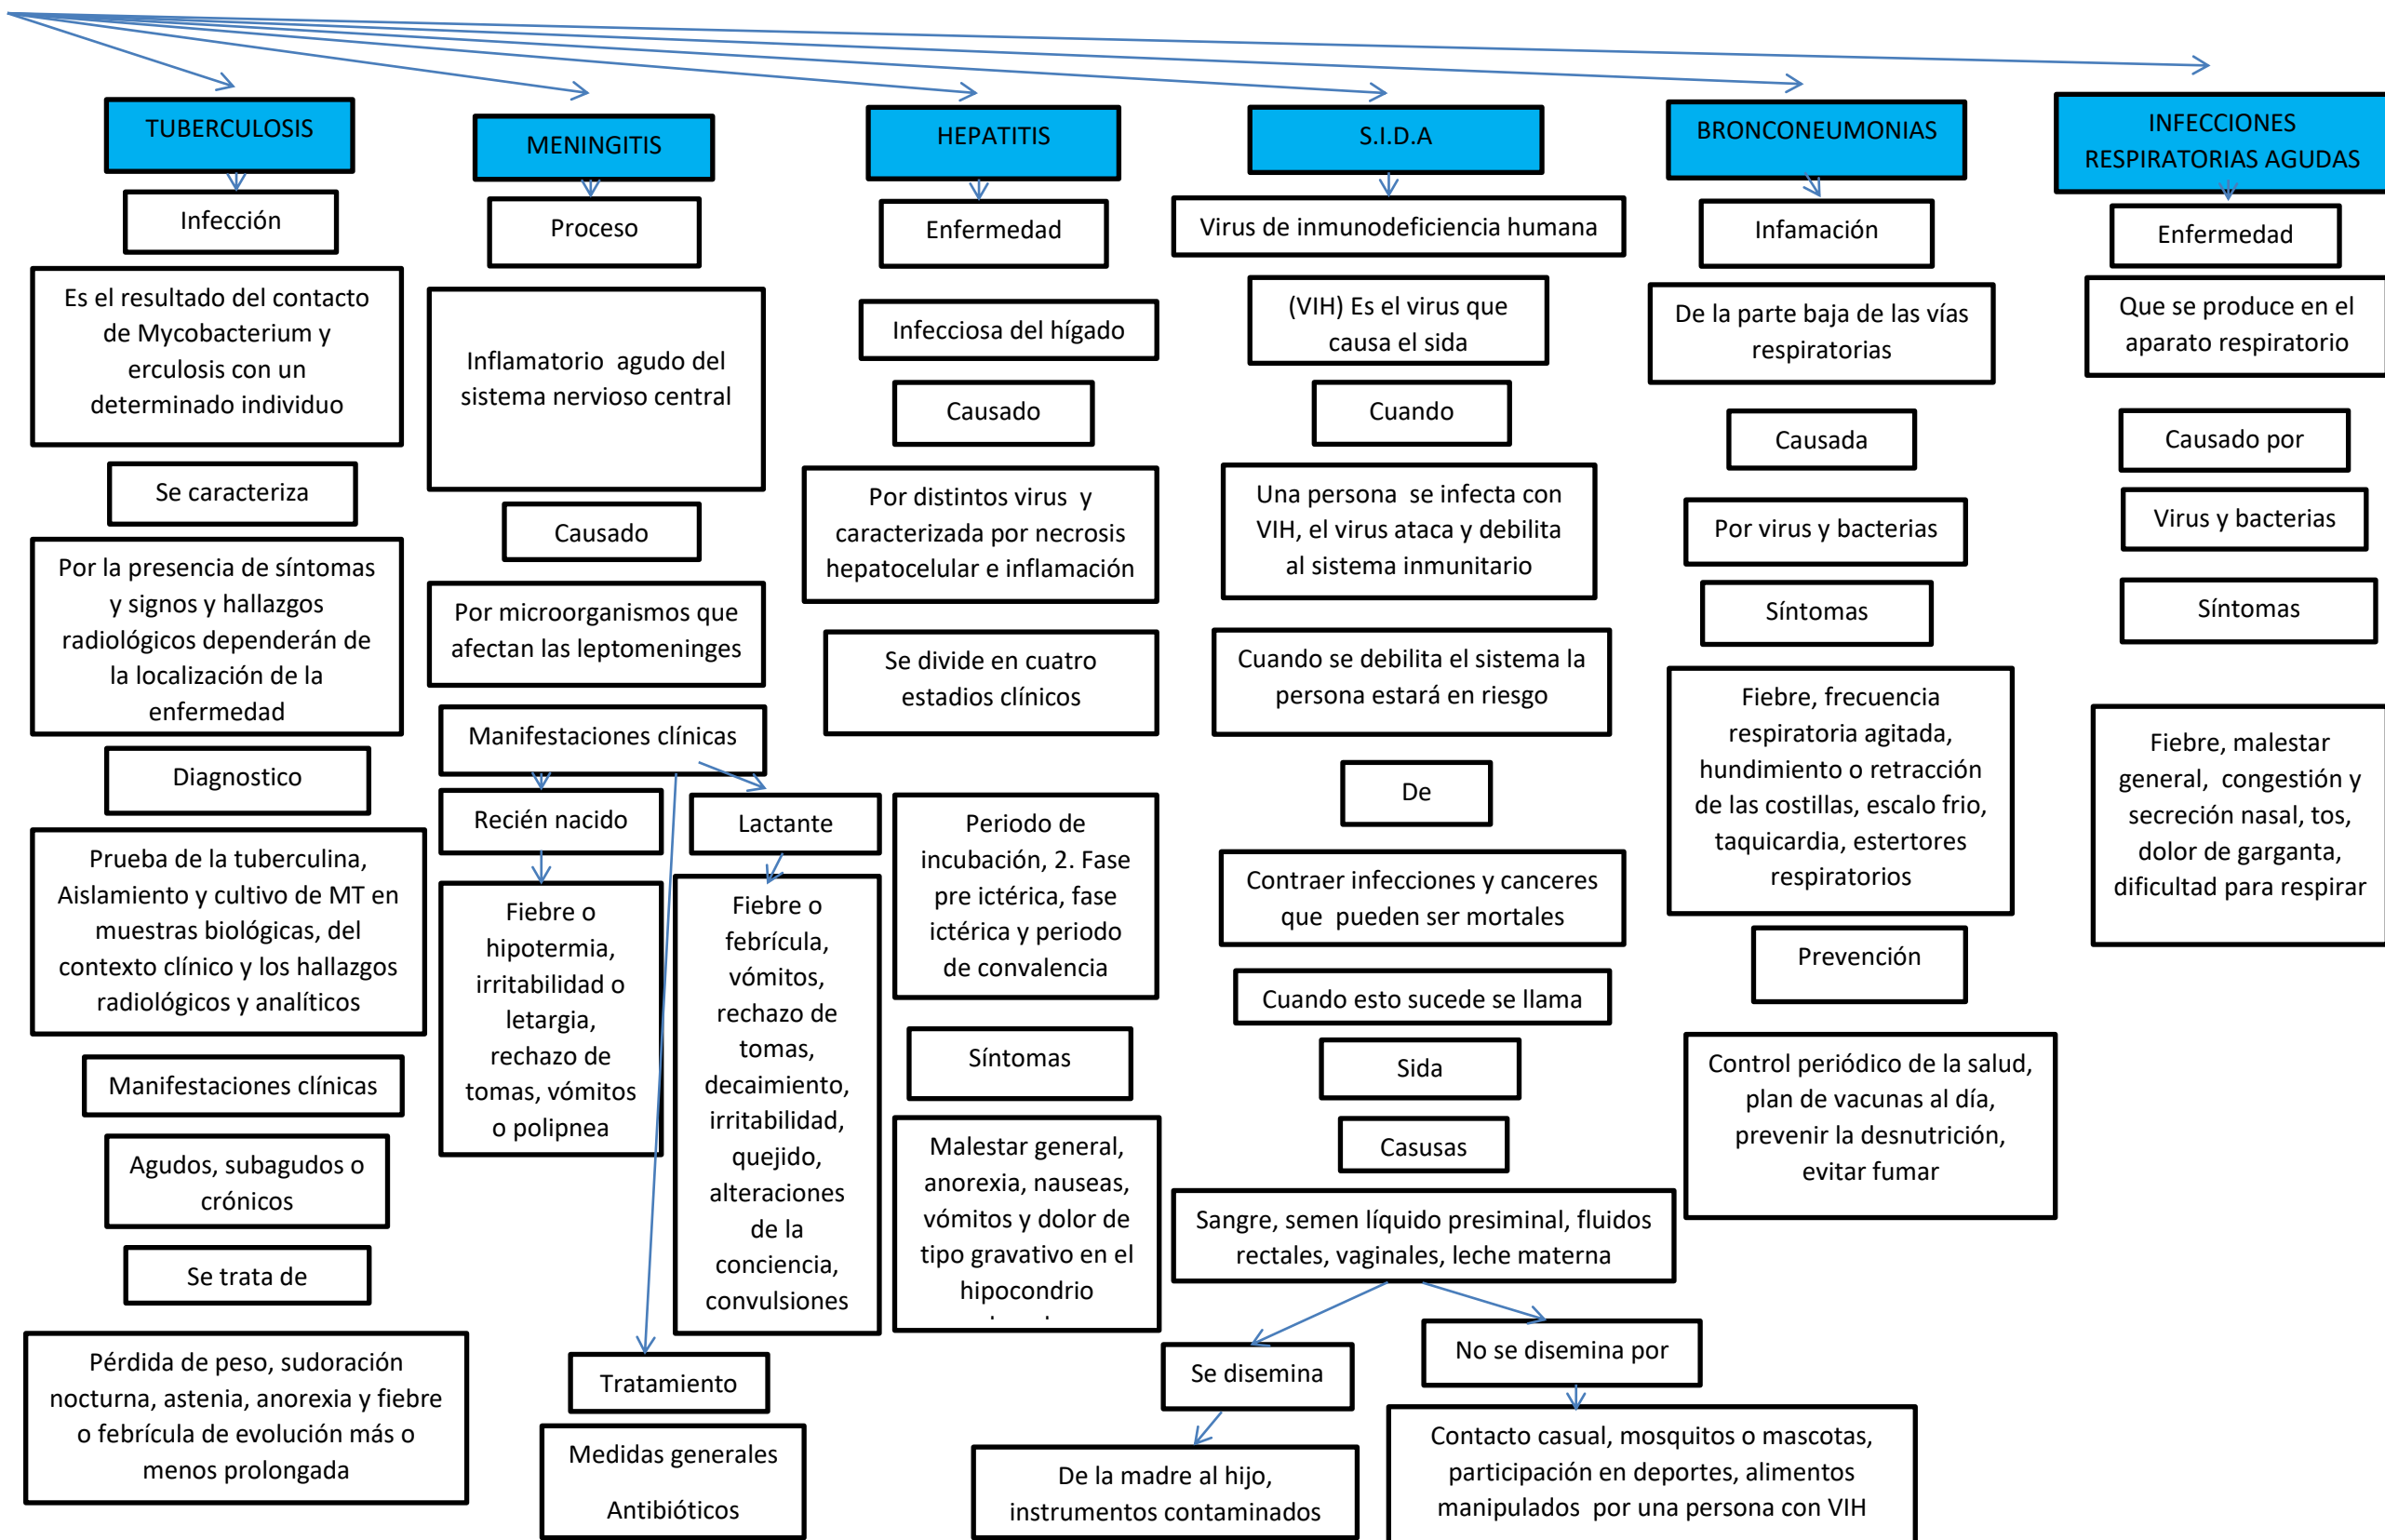 TUBERCULOSIS
Infección
Es el resultado del contacto
de Mycobacterium y
erculosis con un
determinado individuo
Se caracteriza
Por la presencia de síntomas
y signos y hallazgos
radiológicos dependerán de
la localización de la
enfermedad
Diagnostico
Prueba de la tuberculina,
Aislamiento y cultivo de MT en
muestras biológicas, del
contexto clínico y los hallazgos
radiológicos y analíticos
Manifestaciones clínicas
Agudos, subagudos o
crónicos
Se trata de
Pérdida de peso, sudoración
nocturna, astenia, anorexia y fiebre
o febrícula de evolución más o
menos prolongada
MENINGITIS
Proceso
Inflamatorio agudo del
sistema nervioso central
Causado
Por microorganismos que
afectan las leptomeninges
Manifestaciones clínicas
Recién nacido
Fiebre o
hipotermia,
irritabilidad o
letargia,
rechazo de
tomas, vómitos
o polipnea
Lactante
Fiebre o
febrícula,
vómitos,
rechazo de
tomas,
decaimiento,
irritabilidad,
quejido,
alteraciones
de la
conciencia,
convulsiones
Tratamiento
Medidas generales
Antibióticos
HEPATITIS
Enfermedad
Infecciosa del hígado
Causado
Por distintos virus y
caracterizada por necrosis
hepatocelular e inflamación
Se divide en cuatro
estadios clínicos
Periodo de
incubación, 2. Fase
pre ictérica, fase
ictérica y periodo
de convalencia
Síntomas
Malestar general,
anorexia, nauseas,
vómitos y dolor de
tipo gravativo en el
hipocondrio
S.I.D.A
Virus de inmunodeficiencia humana
(VIH) Es el virus que
causa el sida
Cuando
Una persona se infecta con
VIH, el virus ataca y debilita
al sistema inmunitario
Cuando se debilita el sistema la
persona estará en riesgo
De
Contraer infecciones y canceres
que pueden ser mortales
Cuando esto sucede se llama
Sida
Casusas
Sangre, semen líquido presiminal, fluidos
rectales, vaginales, leche materna
Se disemina
De la madre al hijo,
instrumentos contaminados
No se disemina por
Contacto casual, mosquitos o mascotas,
participación en deportes, alimentos
manipulados por una persona con VIH
BRONCONEUMONIAS
Infamación
De la parte baja de las vías
respiratorias
Causada
Por virus y bacterias
Síntomas
Fiebre, frecuencia
respiratoria agitada,
hundimiento o retracción
de las costillas, escalo frio,
taquicardia, estertores
respiratorios
Prevención
Control periódico de la salud,
plan de vacunas al día,
prevenir la desnutrición,
evitar fumar
INFECCIONES
RESPIRATORIAS AGUDAS
Enfermedad
Que se produce en el
aparato respiratorio
Causado por
Virus y bacterias
Síntomas
Fiebre, malestar
general, congestión y
secreción nasal, tos,
dolor de garganta,
dificultad para respirar